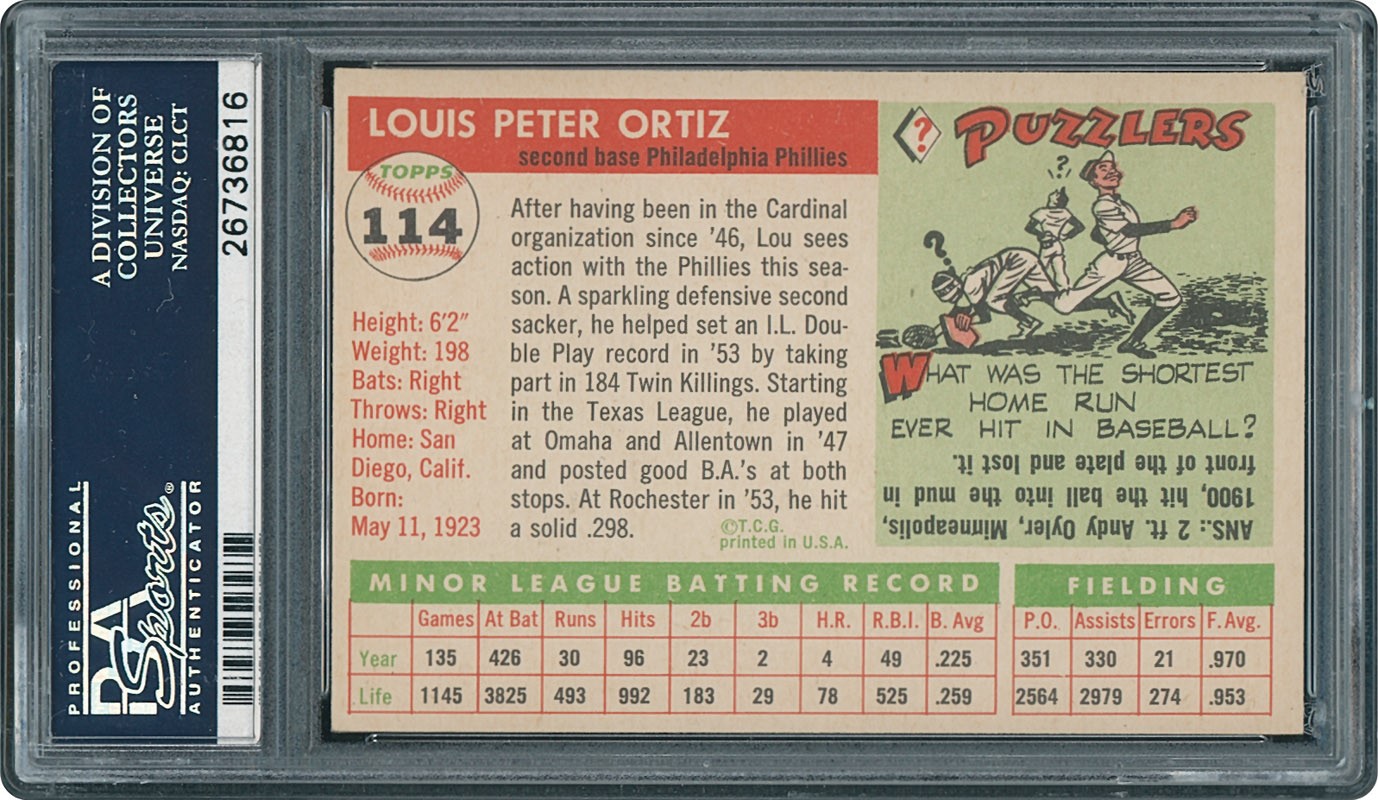 A DIVISION OF
COLLECTORS
UNIVERSE
NASDAQ: CLCT
26736816
PROFESSIONAL
PSA
Sports®
AUTHENTICATOR
LOUIS PETER ORTIZ
second base Philadelphia Phillies
TOPPS
114
Height: 6'2"
Weight: 198
Bats: Right
Throws: Right
Home: San
Diego, Calif.
Born:
May 11, 1923
After having been in the Cardinal
organization since '46, Lou sees
action with the Phillies this sea-
son. A sparkling defensive second
sacker, he helped set an I.L. Dou-
ble Play record in '53 by taking
part in 184 Twin Killings. Starting
in the Texas League, he played
at Omaha and Allentown in '47
and posted good B.A.'s at both
stops. At Rochester in '53, he hit
a solid .298.
©T.C.G.
printed in U.S.A.
?
PUZZLERS
? ?
?
WHAT WAS THE SHORTEST
HOME RUN
EVER HIT IN BASEBALL?
ANS.: 2 ft. Andy Oyler, Minneapolis,
1900, hit the ball into the mud in
front of the plate and lost it.
MINOR LEAGUE BATTING RECORD
Games At Bat Runs Hits 2b 3b H.R. R.B.I. B. Avg
Year 135 426 30 96 23 2 4 49 .225
Life 1145 3825 493 992 183 29 78 525 .259
FIELDING
P.O. Assists Errors F. Avg.
351 330 21 .970
2564 2979 274 .953